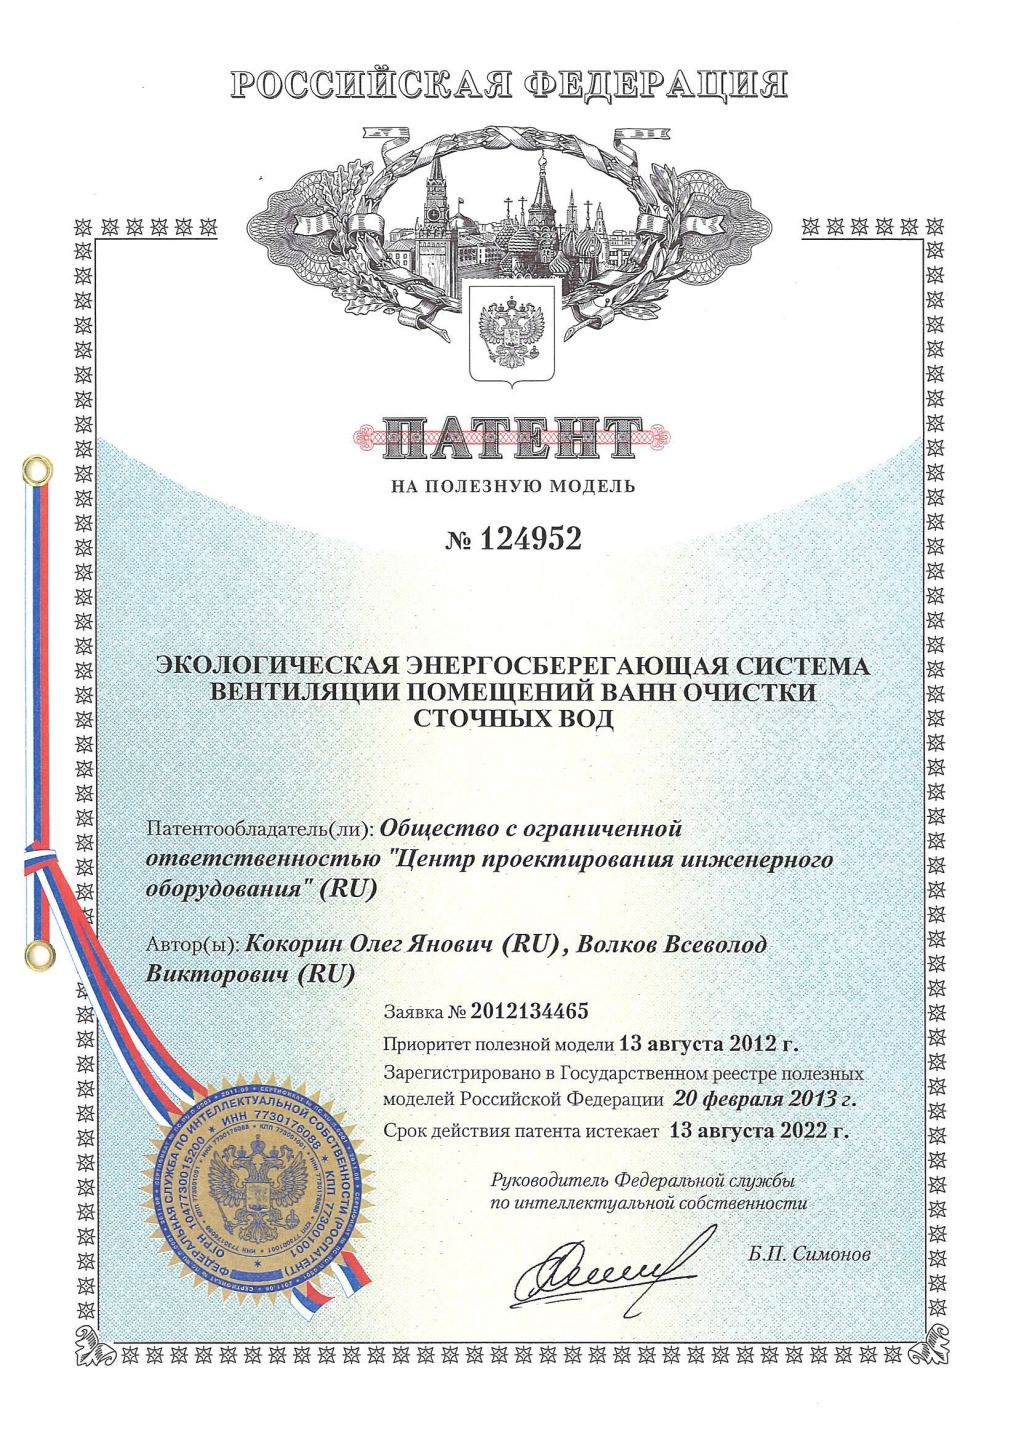 РОССИЙСКАЯ ФЕДЕРАЦИЯ
ПАТЕНТ
НА ПОЛЕЗНУЮ МОДЕЛЬ
№ 124952
ЭКОЛОГИЧЕСКАЯ ЭНЕРГОСБЕРЕГАЮЩАЯ СИСТЕМА
ВЕНТИЛЯЦИИ ПОМЕЩЕНИЙ ВАНН ОЧИСТКИ
СТОЧНЫХ ВОД
Патентообладатель(ли): Общество с ограниченной
ответственностью "Центр проектирования инженерного
оборудования" (RU)
Автор(ы): Кокорин Олег Янович (RU), Волков Всеволод
Викторович (RU)
Заявка № 2012134465
Приоритет полезной модели 13 августа 2012 г.
Зарегистрировано в Государственном реестре полезных
моделей Российской Федерации 20 февраля 2013 г.
Срок действия патента истекает 13 августа 2022 г.
Руководитель Федеральной службы
по интеллектуальной собственности
Б.П. Симонов
ФЕДЕРАЛЬНАЯ СЛУЖБА ПО ИНТЕЛЛЕКТУАЛЬНОЙ СОБСТВЕННОСТИ (РОСПАТЕНТ)
ОГРН 1047730015200 * ИНН 7730176088 * КПП 773001001 *